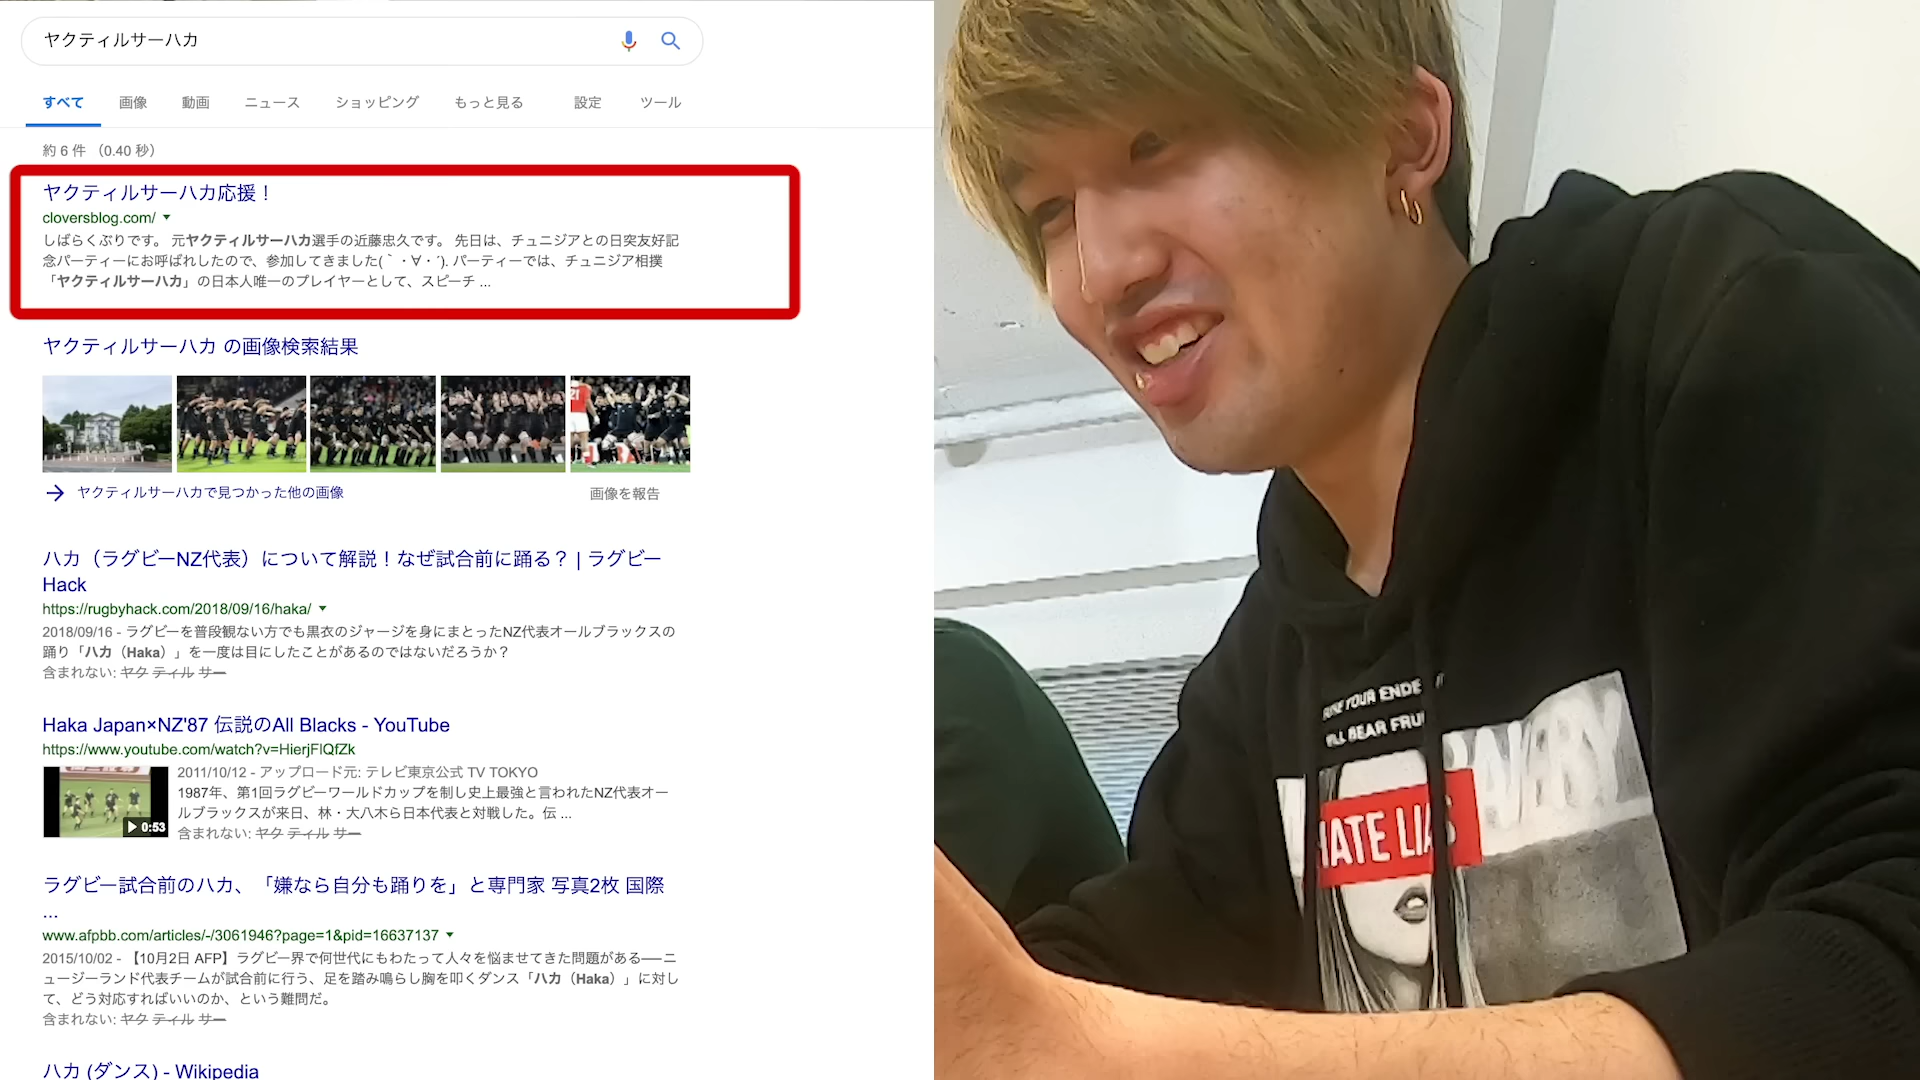 ヤクティルサーハカ
すべて 画像 動画 ニュース ショッピング もっと見る 設定 ツール
約 6 件 （0.40 秒）
ヤクティルサーハカ応援！
cloversblog.com/
しばらくぶりです。 元ヤクティルサーハカ選手の近藤忠久です。 先日は、チュニジアとの日突友好記
念パーティーにお呼ばれしたので、参加してきました(｀・∀・´). パーティーでは、チュニジア相撲
「ヤクティルサーハカ」の日本人唯一のプレイヤーとして、スピーチ ...
ヤクティルサーハカ の画像検索結果
ヤクティルサーハカで見つかった他の画像 画像を報告
ハカ（ラグビーNZ代表）について解説！なぜ試合前に踊る？ | ラグビー
Hack
https://rugbyhack.com/2018/09/16/haka/
2018/09/16 - ラグビーを普段観ない方でも黒衣のジャージを身にまとったNZ代表オールブラックスの
踊り「ハカ（Haka）」を一度は目にしたことがあるのではないだろうか？
含まれない: ヤク ティル サー
Haka Japan×NZ'87 伝説のAll Blacks - YouTube
https://www.youtube.com/watch?v=HierjFlQfZk
2011/10/12 - アップロード元: テレビ東京公式 TV TOKYO
1987年、第1回ラグビーワールドカップを制し史上最強と言われたNZ代表オー
ルブラックスが来日、林・大八木ら日本代表と対戦した。伝 ...
0:53
含まれない: ヤク ティル サー
ラグビー試合前のハカ、「嫌なら自分も踊りを」と専門家 写真2枚 国際
...
www.afpbb.com/articles/-/3061946?page=1&pid=16637137
2015/10/02 - 【10月2日 AFP】ラグビー界で何世代にもわたって人々を悩ませてきた問題がある──ニ
ュージーランド代表チームが試合前に行う、足を踏み鳴らし胸を叩くダンス「ハカ（Haka）」に対し
て、どう対応すればいいのか、という難問だ。
含まれない: ヤク ティル サー
ハカ (ダンス) - Wikipedia
YOUR ENDE
BEAR FRU
HATE LIARS